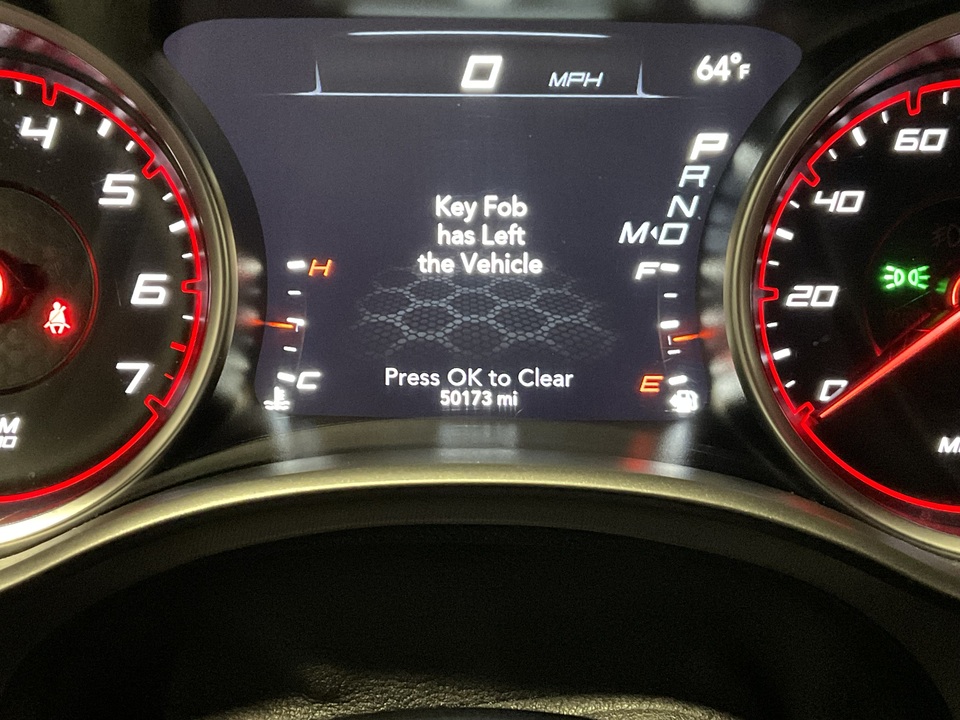 0 MPH 64°F
P
R
N
M◂D
Key Fob
has Left
the Vehicle
Press OK to Clear
50173 mi
H
C
F
E
4
5
6
7
60
40
20
0